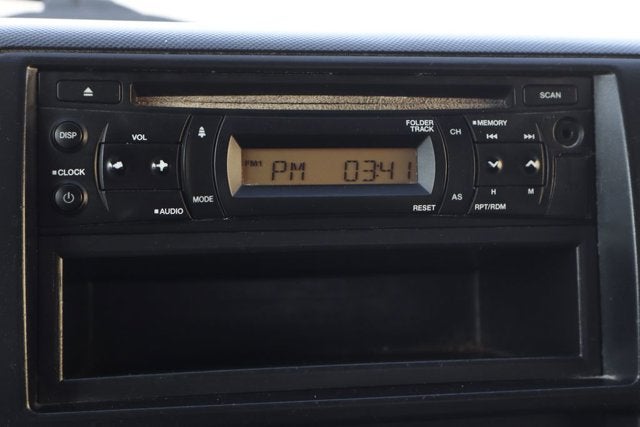 SCAN
DISP
VOL
FOLDER
TRACK
CH
MEMORY
CLOCK
FM1 PM 03:41
AUDIO
MODE
RESET
AS
H M
RPT/RDM